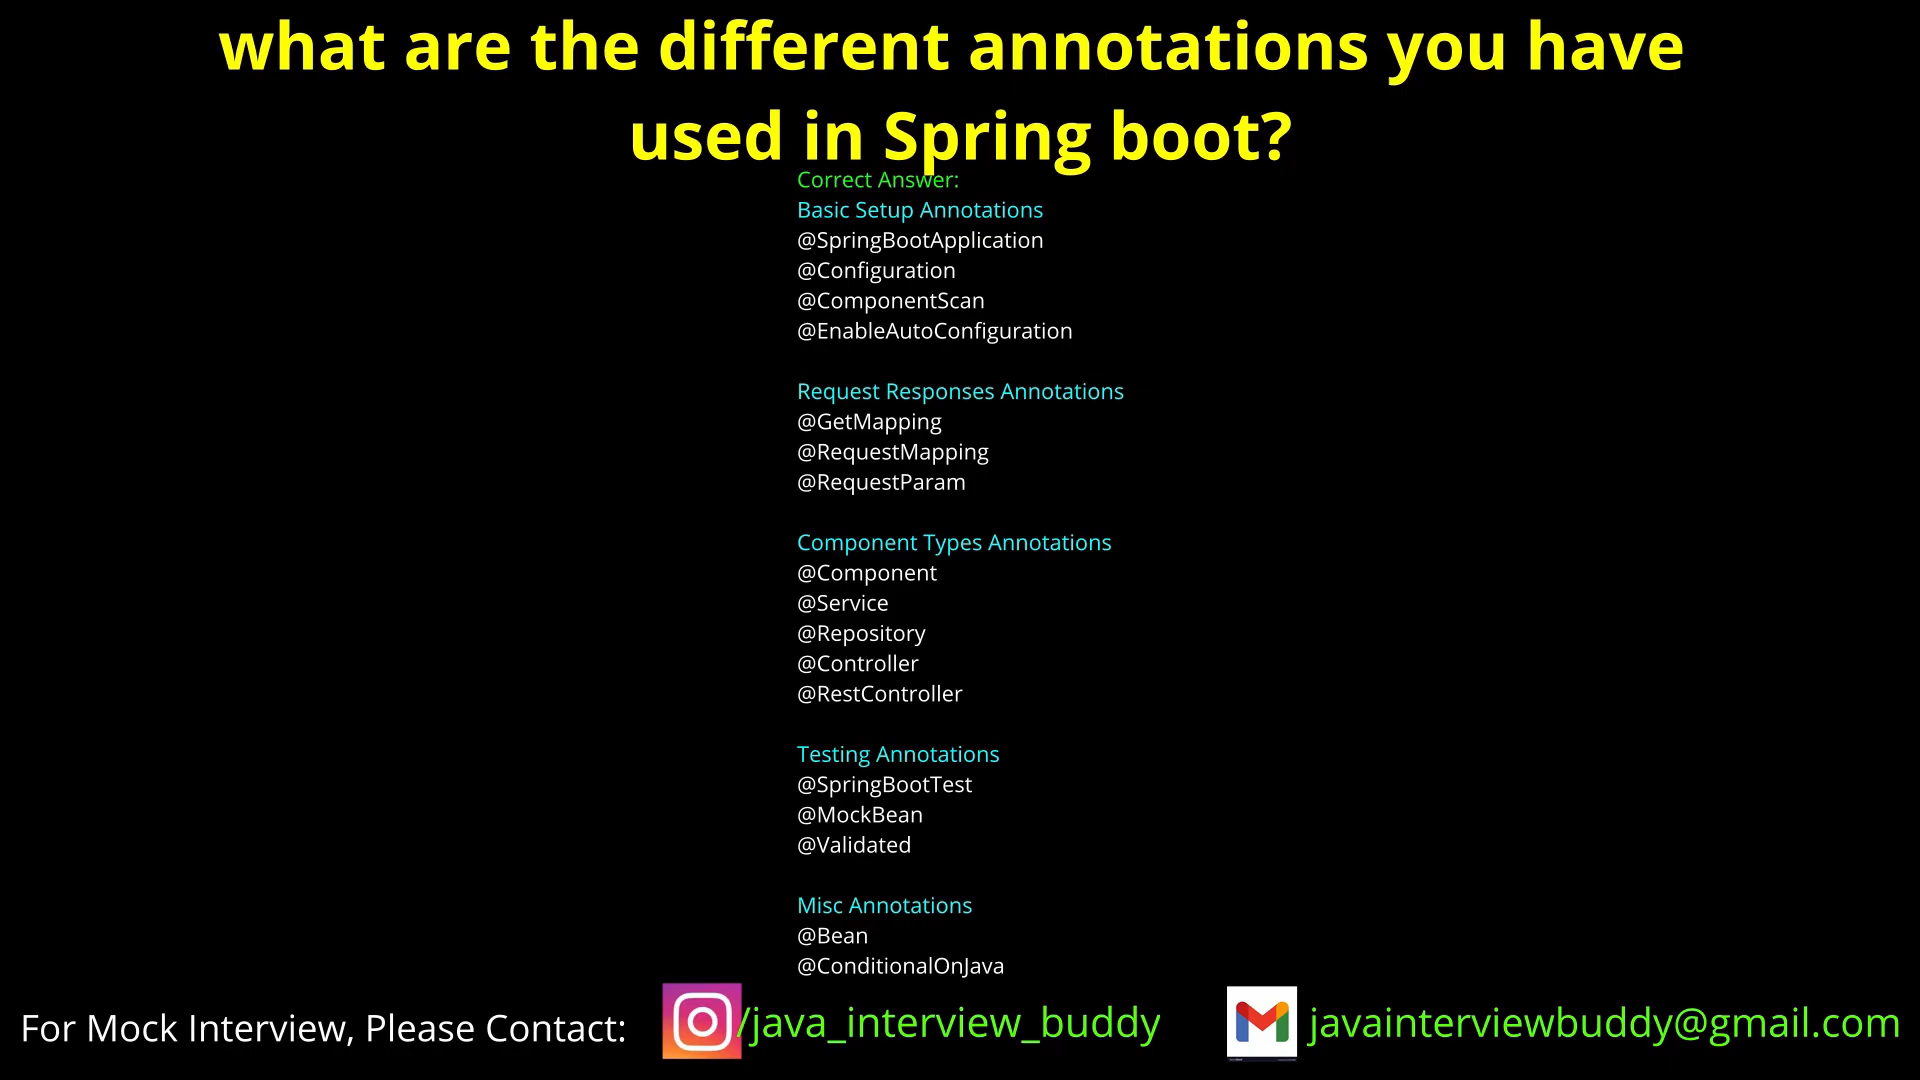 what are the different annotations you have
used in Spring boot?
Correct Answer:
Basic Setup Annotations
@SpringBootApplication
@Configuration
@ComponentScan
@EnableAutoConfiguration
Request Responses Annotations
@GetMapping
@RequestMapping
@RequestParam
Component Types Annotations
@Component
@Service
@Repository
@Controller
@RestController
Testing Annotations
@SpringBootTest
@MockBean
@Validated
Misc Annotations
@Bean
@ConditionalOnJava
For Mock Interview, Please Contact: /java_interview_buddy javainterviewbuddy@gmail.com